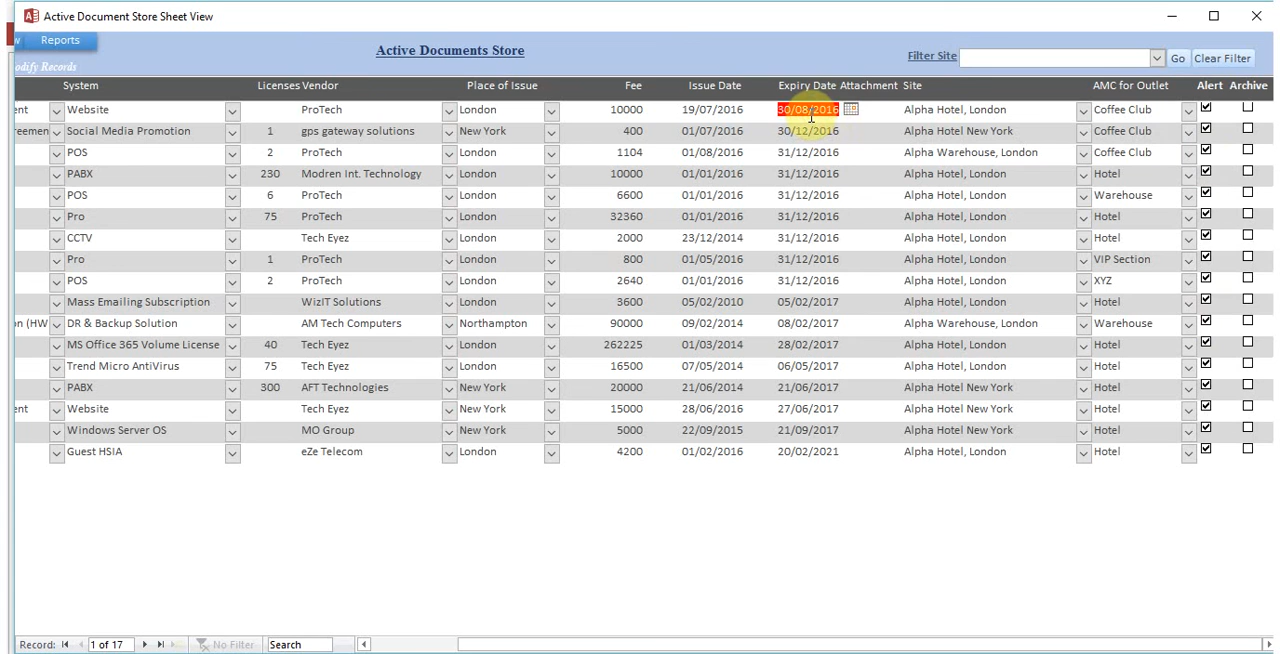 Active Document Store Sheet View
w Reports
Active Documents Store
Filter Site Go Clear Filter
odify Records
System Licenses Vendor Place of Issue Fee Issue Date Expiry Date Attachment Site AMC for Outlet Alert Archive
ent Website ProTech London 10000 19/07/2016 30/08/2016 Alpha Hotel, London Coffee Club
reemen Social Media Promotion 1 gps gateway solutions New York 400 01/07/2016 30/12/2016 Alpha Hotel New York Coffee Club
POS 2 ProTech London 1104 01/08/2016 31/12/2016 Alpha Warehouse, London Coffee Club
PABX 230 Modren Int. Technology London 10000 01/01/2016 31/12/2016 Alpha Hotel, London Hotel
POS 6 ProTech London 6600 01/01/2016 31/12/2016 Alpha Hotel, London Warehouse
Pro 75 ProTech London 32360 01/01/2016 31/12/2016 Alpha Hotel, London Hotel
CCTV Tech Eyez London 2000 23/12/2014 31/12/2016 Alpha Hotel, London Hotel
Pro 1 ProTech London 800 01/05/2016 31/12/2016 Alpha Hotel, London VIP Section
POS 2 ProTech London 2640 01/01/2016 31/12/2016 Alpha Hotel, London XYZ
Mass Emailing Subscription WizIT Solutions London 3600 05/02/2010 05/02/2017 Alpha Hotel, London Hotel
on (HW DR & Backup Solution AM Tech Computers Northampton 90000 09/02/2014 08/02/2017 Alpha Warehouse, London Warehouse
MS Office 365 Volume License 40 Tech Eyez London 262225 01/03/2014 28/02/2017 Alpha Hotel, London Hotel
Trend Micro AntiVirus 75 Tech Eyez London 16500 07/05/2014 06/05/2017 Alpha Hotel, London Hotel
PABX 300 AFT Technologies New York 20000 21/06/2014 21/06/2017 Alpha Hotel New York Hotel
ent Website Tech Eyez New York 15000 28/06/2016 27/06/2017 Alpha Hotel New York Hotel
Windows Server OS MO Group New York 5000 22/09/2015 21/09/2017 Alpha Hotel New York Hotel
Guest HSIA eZe Telecom London 4200 01/02/2016 20/02/2021 Alpha Hotel, London Hotel
Record: 1 of 17 No Filter Search